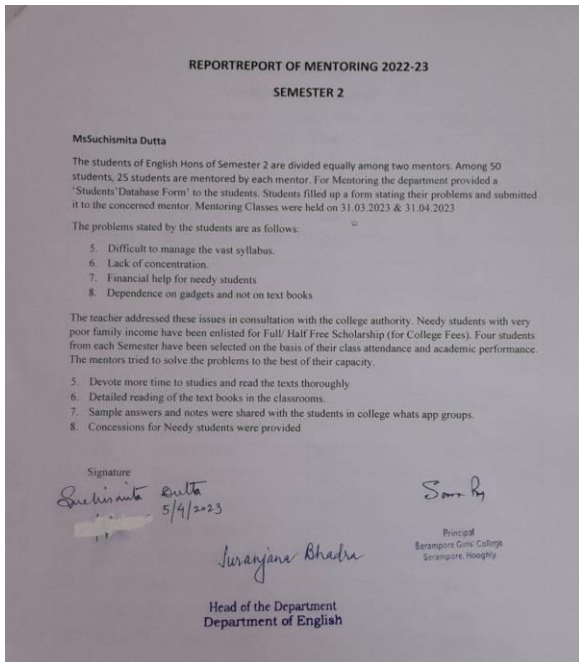 REPORTREPORT OF MENTORING 2022-23
SEMESTER 2
MsSuchismita Dutta
The students of English Hons of Semester 2 are divided equally among two mentors. Among 50
students, 25 students are mentored by each mentor. For Mentoring the department provided a
‘Students’Database Form’ to the students. Students filled up a form stating their problems and submitted
it to the concerned mentor. Mentoring Classes were held on 31.03.2023 & 31.04.2023
The problems stated by the students are as follows:
5. Difficult to manage the vast syllabus.
6. Lack of concentration.
7. Financial help for needy students
8. Dependence on gadgets and not on text books
The teacher addressed these issues in consultation with the college authority. Needy students with very
poor family income have been enlisted for Full/ Half Free Scholarship (for College Fees). Four students
from each Semester have been selected on the basis of their class attendance and academic performance.
The mentors tried to solve the problems to the best of their capacity.
5. Devote more time to studies and read the texts thoroughly
6. Detailed reading of the text books in the classrooms.
7. Sample answers and notes were shared with the students in college whats app groups.
8. Concessions for Needy students were provided
Signature
Suchismita Dutta
5/4/2023
Principal
Serampore Girls' College
Serampore, Hooghly
Suranjana Bhadra
Head of the Department
Department of English